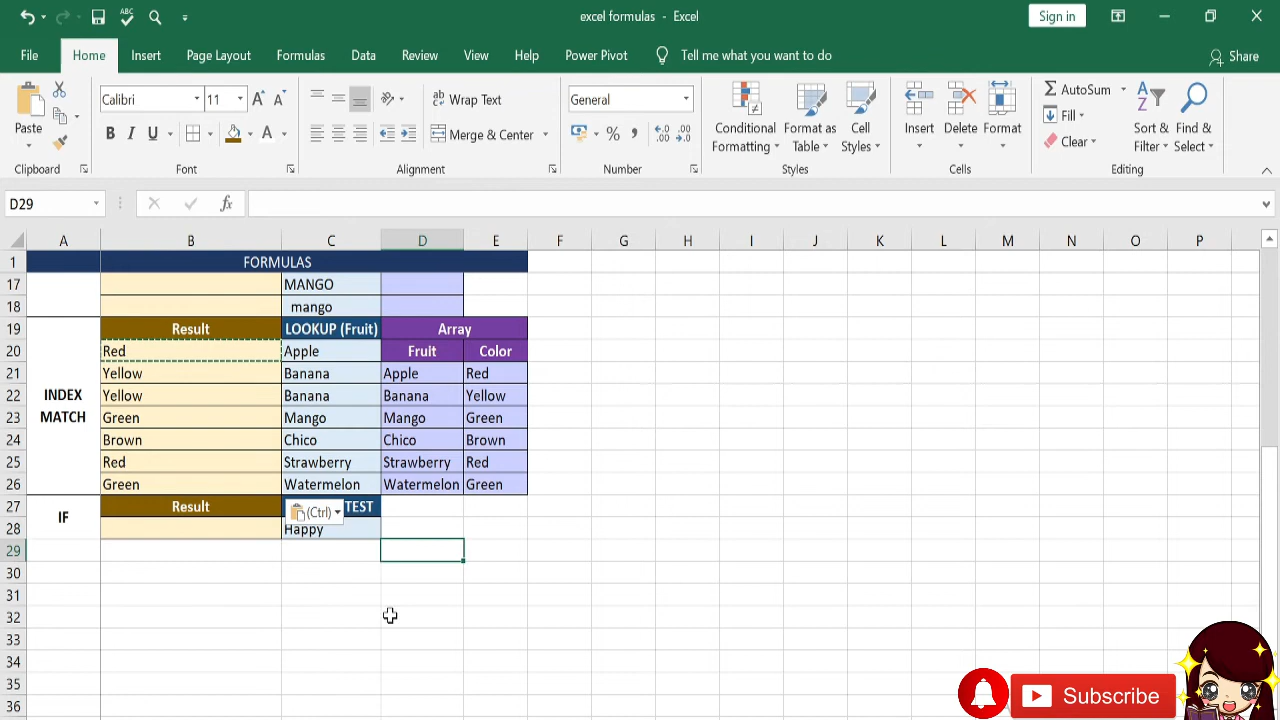 excel formulas - Excel
Sign in
File Home Insert Page Layout Formulas Data Review View Help Power Pivot Tell me what you want to do Share
Paste
Calibri 11
B I U A
Wrap Text
Merge & Center
General
% ,
Conditional Formatting
Format as Table
Cell Styles
Insert Delete Format
AutoSum
Fill
Clear
Sort & Filter
Find & Select
Clipboard Font Alignment Number Styles Cells Editing
D29 fx
A B C D E F G H I J K L M N O P
1 FORMULAS
17 MANGO
18 mango
19 Result LOOKUP (Fruit) Array
20 Red Apple Fruit Color
21 Yellow Banana Apple Red
22 INDEX Yellow Banana Banana Yellow
23 MATCH Green Mango Mango Green
24 Brown Chico Chico Brown
25 Red Strawberry Strawberry Red
26 Green Watermelon Watermelon Green
27 Result TEST
IF (Ctrl)
28 Happy
29
30
31
32
33
34
35
36
Subscribe